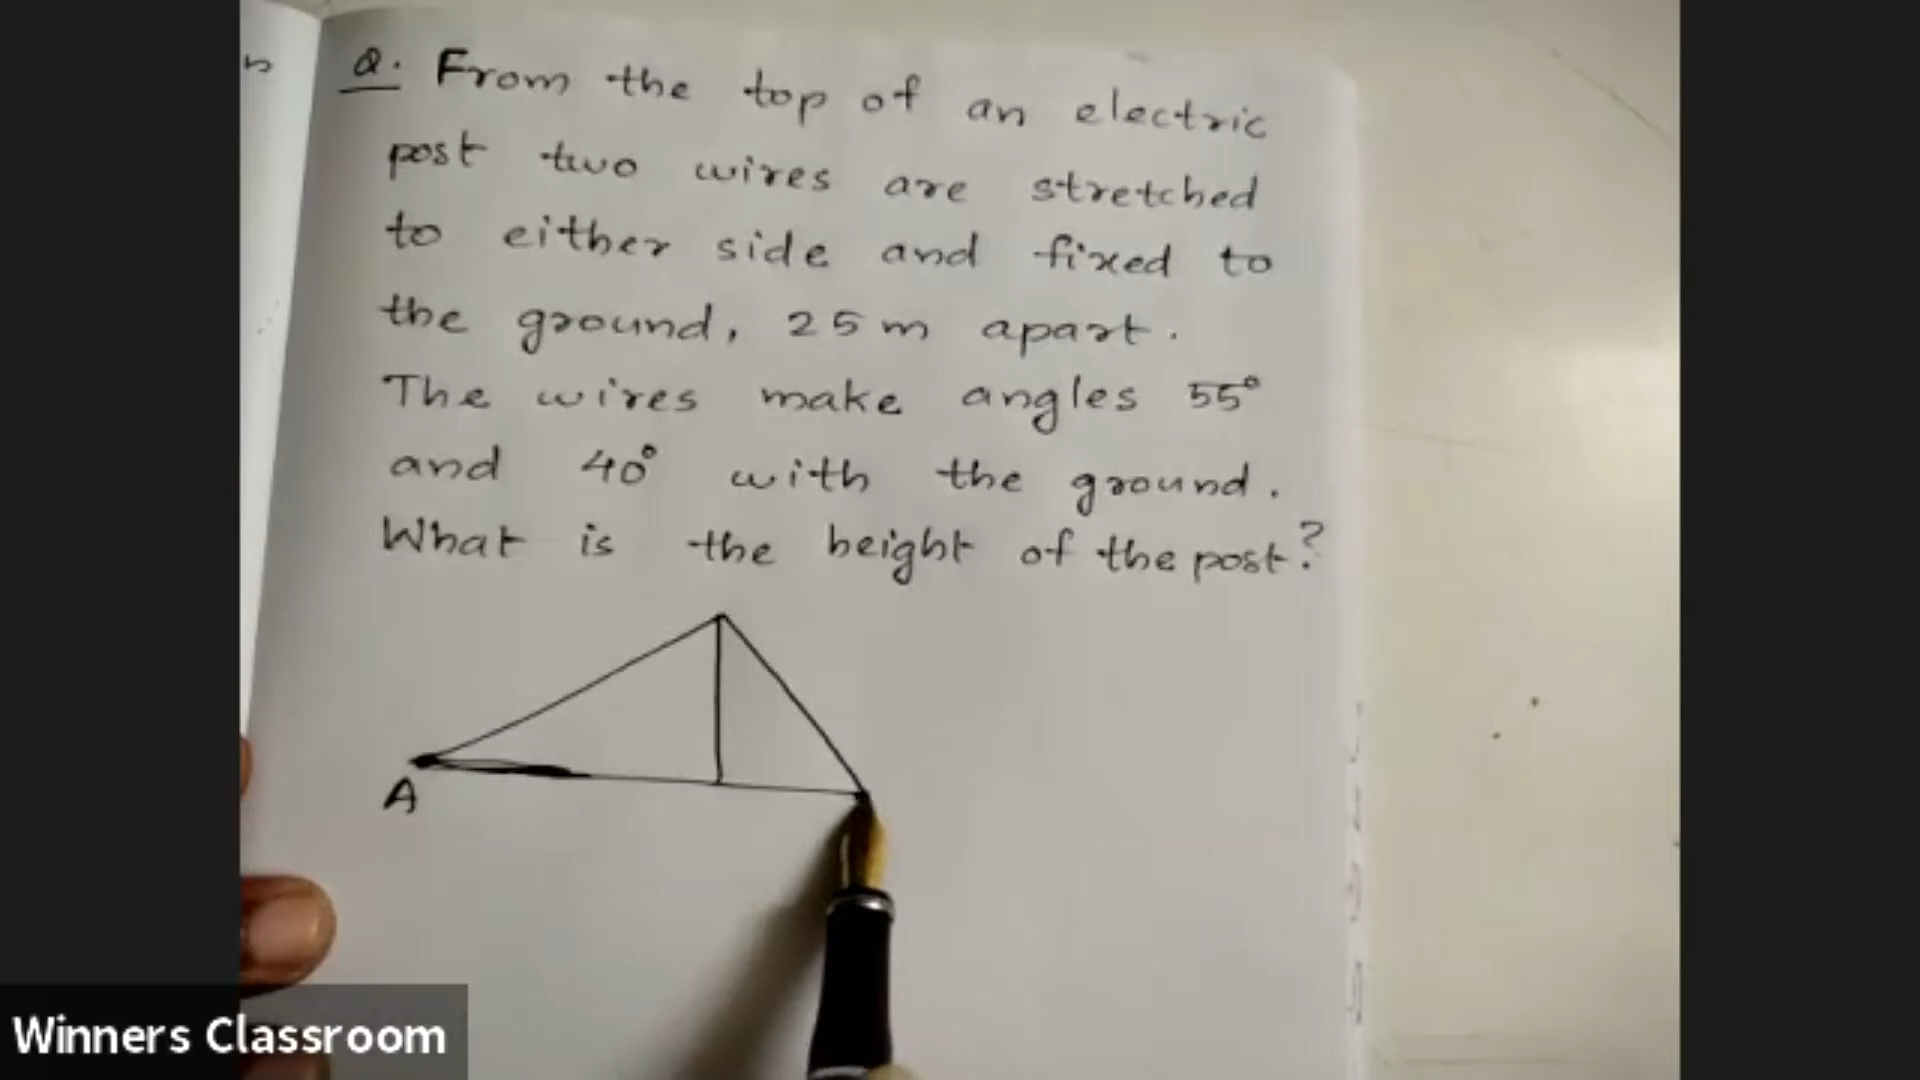 Q. From the top of an electric
post two wires are stretched
to either side and fixed to
the ground, 25 m apart.
The wires make angles 55°
and 40° with the ground.
What is the height of the post?
A
Winners Classroom